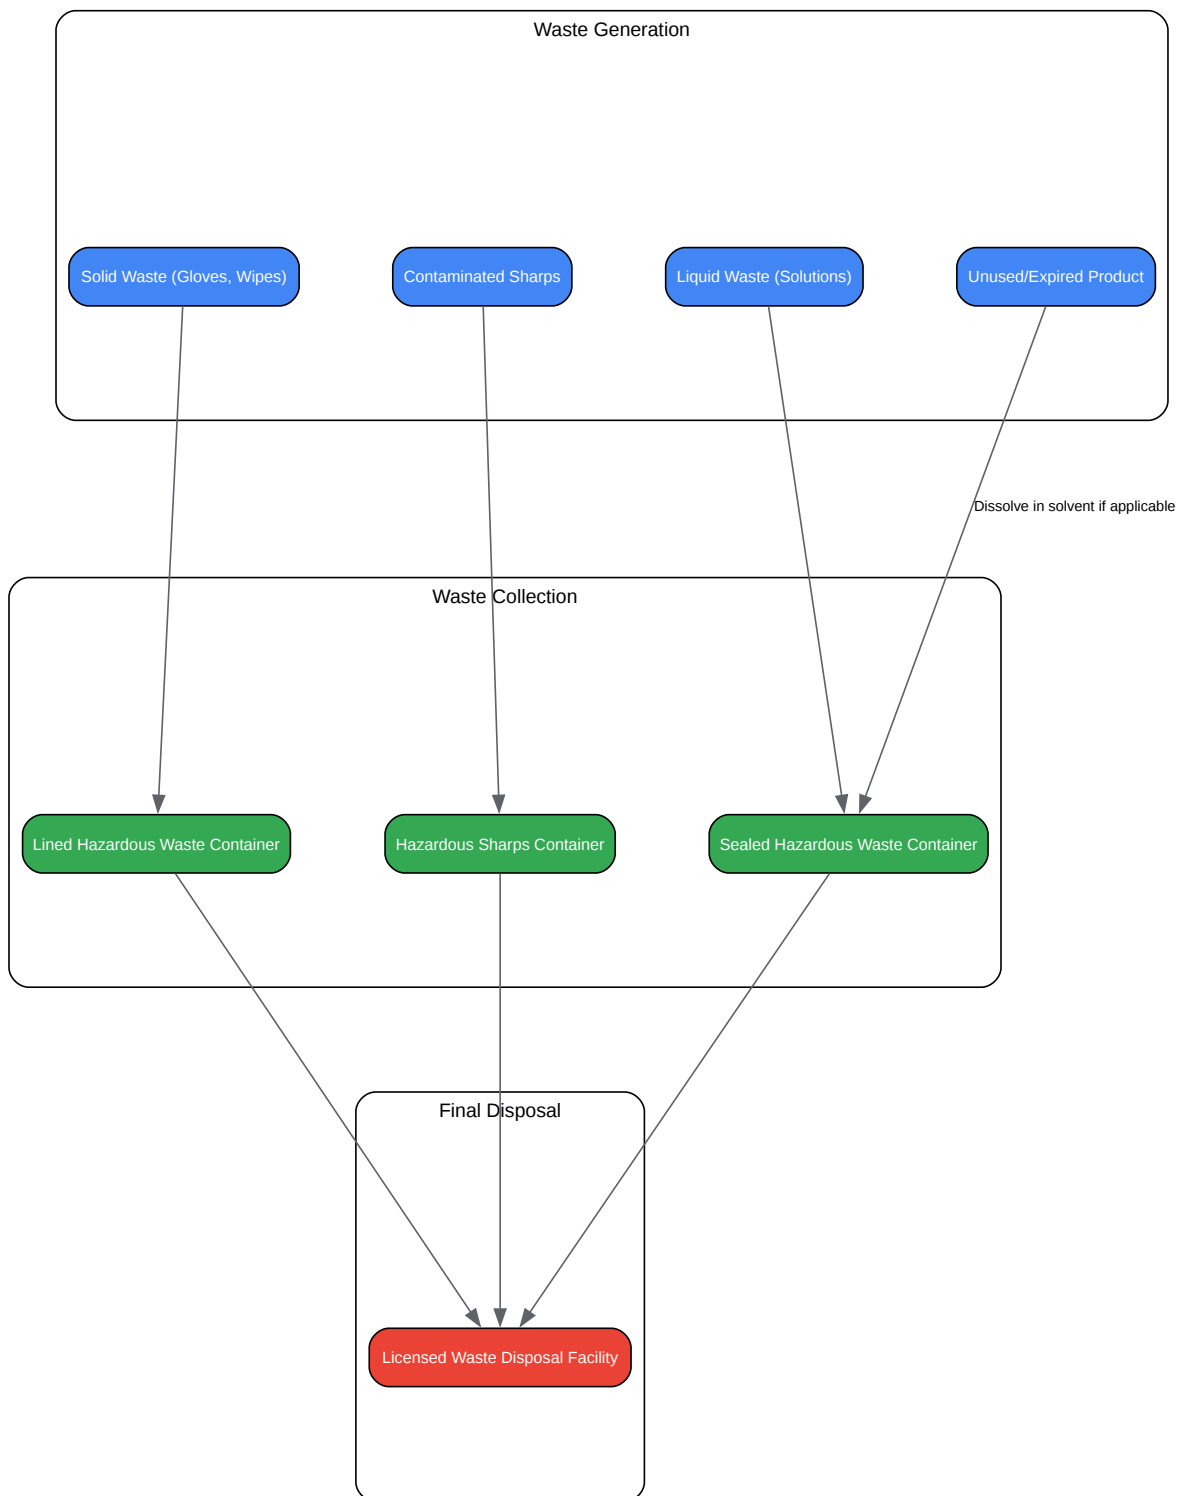 Waste Generation
Solid Waste (Gloves, Wipes)
Contaminated Sharps
Liquid Waste (Solutions)
Unused/Expired Product
Dissolve in solvent if applicable
Waste Collection
Lined Hazardous Waste Container
Hazardous Sharps Container
Sealed Hazardous Waste Container
Final Disposal
Licensed Waste Disposal Facility